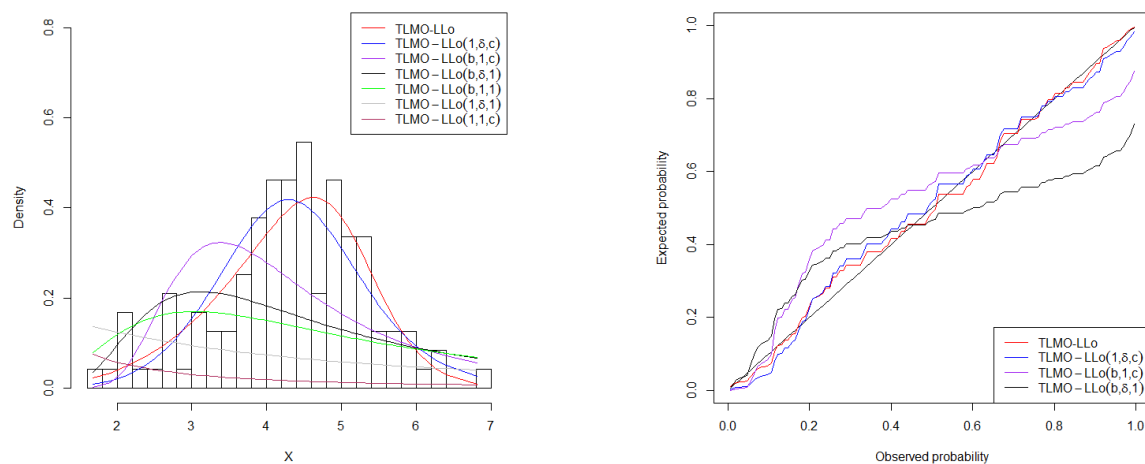 TLMO-LLo
TLMO – LLo(1,δ,c)
TLMO – LLo(b,1,c)
TLMO – LLo(b,δ,1)
TLMO – LLo(b,1,1)
TLMO – LLo(1,δ,1)
TLMO – LLo(1,1,c)
Density
0.0
0.2
0.4
0.6
0.8
2 3 4 5 6 7
X
TLMO-LLo
TLMO – LLo(1,δ,c)
TLMO – LLo(b,1,c)
TLMO – LLo(b,δ,1)
Expected probability
0.0
0.2
0.4
0.6
0.8
1.0
0.0 0.2 0.4 0.6 0.8 1.0
Observed probability